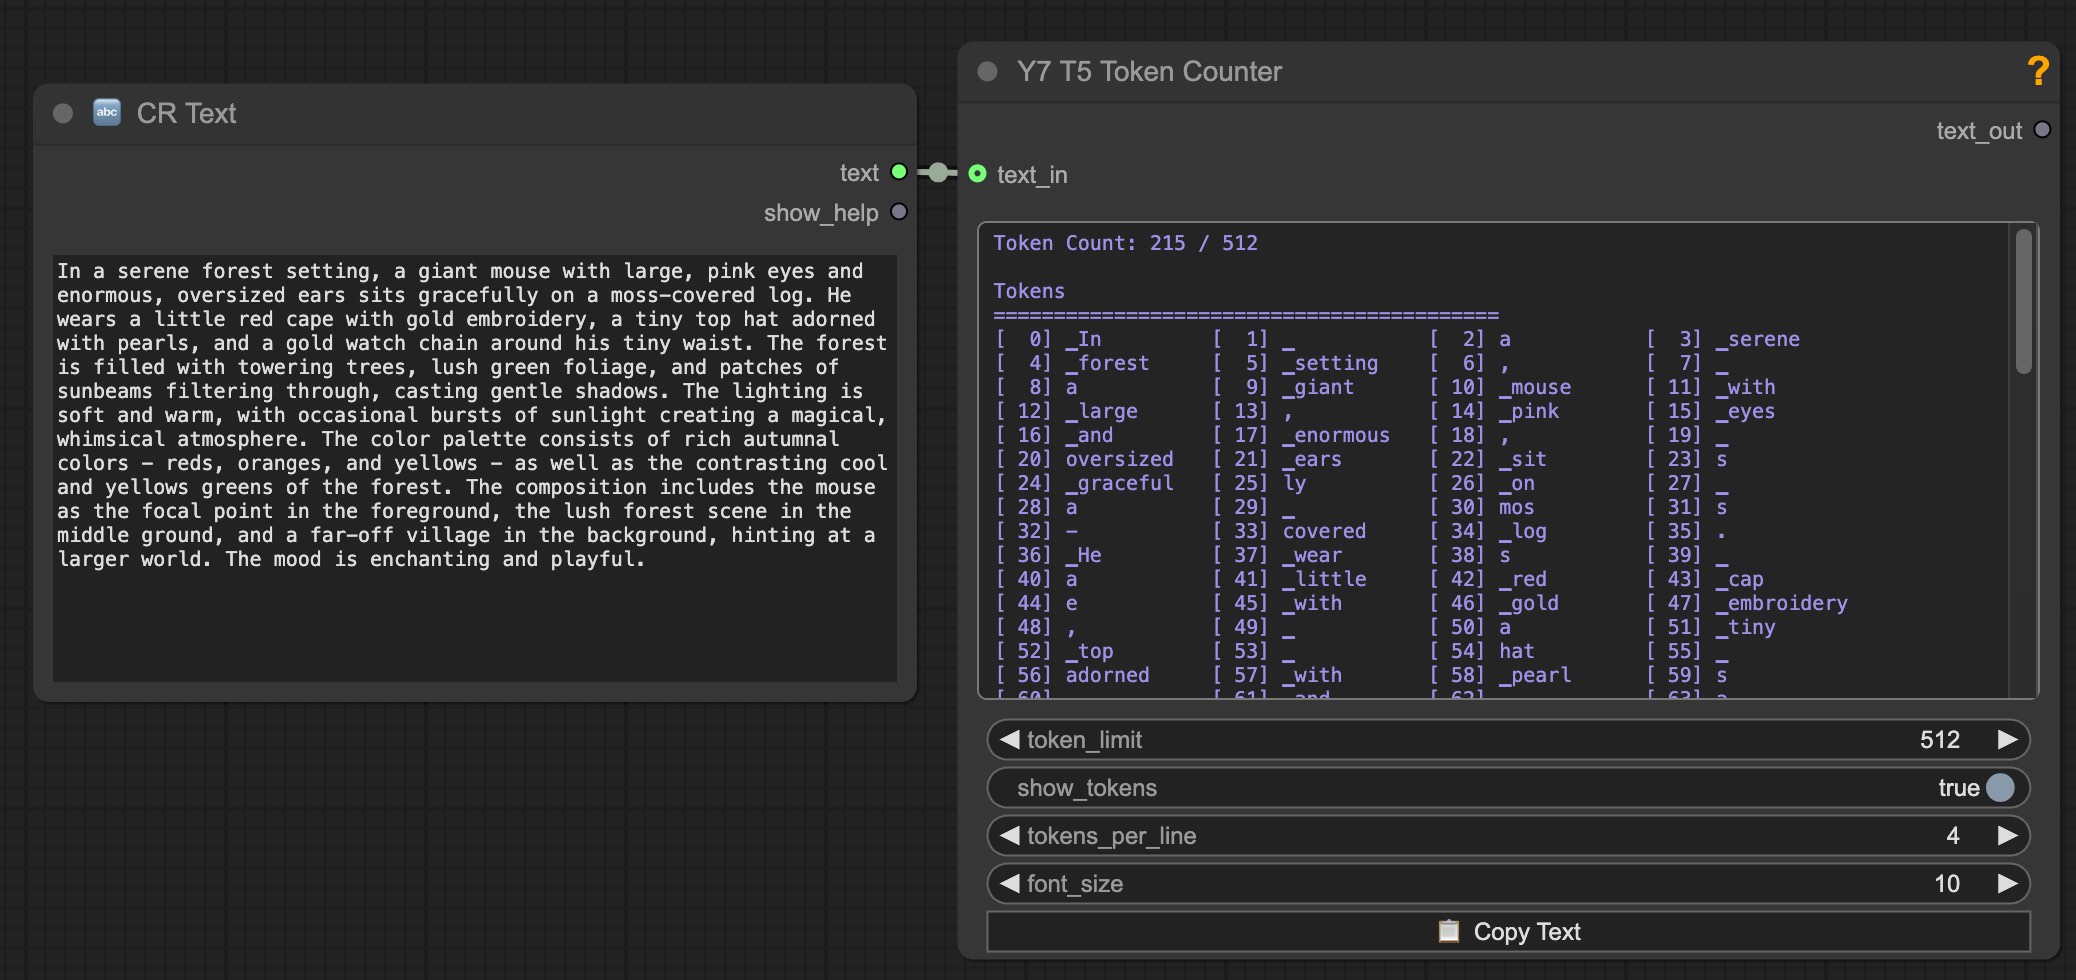 abc CR Text
text
show_help
In a serene forest setting, a giant mouse with large, pink eyes and
enormous, oversized ears sits gracefully on a moss-covered log. He
wears a little red cape with gold embroidery, a tiny top hat adorned
with pearls, and a gold watch chain around his tiny waist. The forest
is filled with towering trees, lush green foliage, and patches of
sunbeams filtering through, casting gentle shadows. The lighting is
soft and warm, with occasional bursts of sunlight creating a magical,
whimsical atmosphere. The color palette consists of rich autumnal
colors - reds, oranges, and yellows - as well as the contrasting cool
and yellows greens of the forest. The composition includes the mouse
as the focal point in the foreground, the lush forest scene in the
middle ground, and a far-off village in the background, hinting at a
larger world. The mood is enchanting and playful.
Y7 T5 Token Counter ?
text_out
text_in
Token Count: 215 / 512
Tokens
==========================================
[ 0] _In [ 1] _ [ 2] a [ 3] _serene
[ 4] _forest [ 5] _setting [ 6] , [ 7] _
[ 8] a [ 9] _giant [ 10] _mouse [ 11] _with
[ 12] _large [ 13] , [ 14] _pink [ 15] _eyes
[ 16] _and [ 17] _enormous [ 18] , [ 19] _
[ 20] oversized [ 21] _ears [ 22] _sit [ 23] s
[ 24] _graceful [ 25] ly [ 26] _on [ 27] _
[ 28] a [ 29] _ [ 30] mos [ 31] s
[ 32] - [ 33] covered [ 34] _log [ 35] .
[ 36] _He [ 37] _wear [ 38] s [ 39] _
[ 40] a [ 41] _little [ 42] _red [ 43] _cap
[ 44] e [ 45] _with [ 46] _gold [ 47] _embroidery
[ 48] , [ 49] _ [ 50] a [ 51] _tiny
[ 52] _top [ 53] _ [ 54] hat [ 55] _
[ 56] adorned [ 57] _with [ 58] _pearl [ 59] s
token_limit 512
show_tokens true
tokens_per_line 4
font_size 10
Copy Text